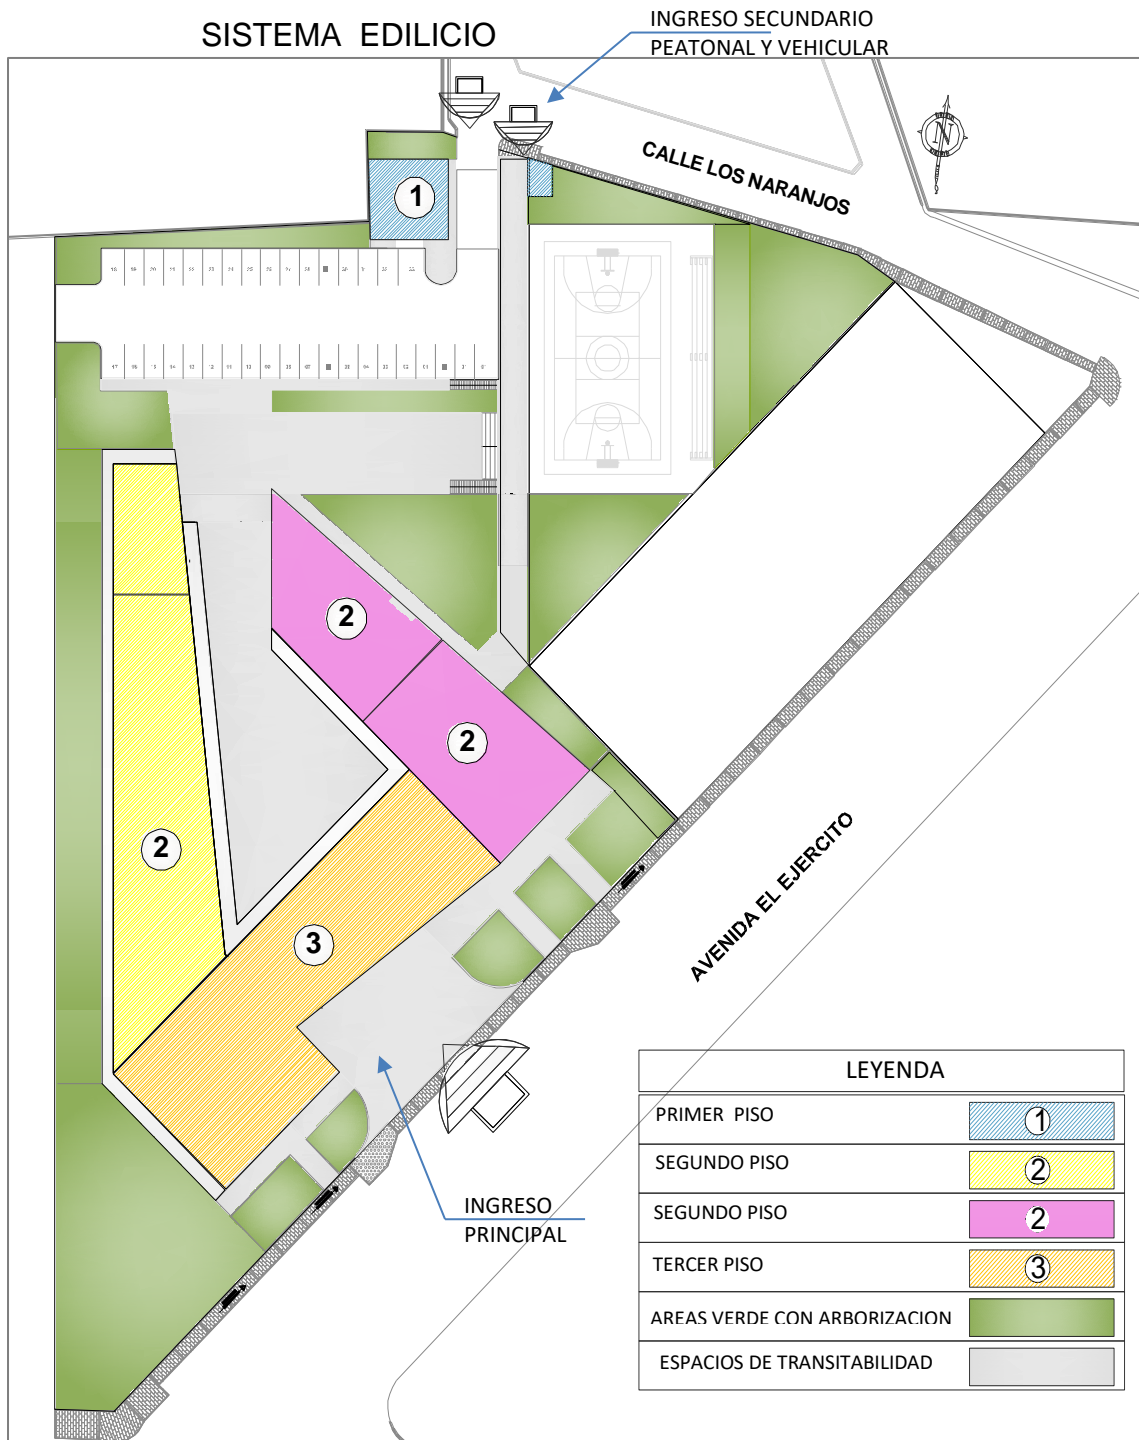 SISTEMA EDILICIO
INGRESO SECUNDARIO
PEATONAL Y VEHICULAR
N
CALLE LOS NARANJOS
1
2
2
2
3
AVENIDA EL EJERCITO
INGRESO
PRINCIPAL
LEYENDA
PRIMER PISO
1
SEGUNDO PISO
2
SEGUNDO PISO
2
TERCER PISO
3
AREAS VERDE CON ARBORIZACION
ESPACIOS DE TRANSITABILIDAD